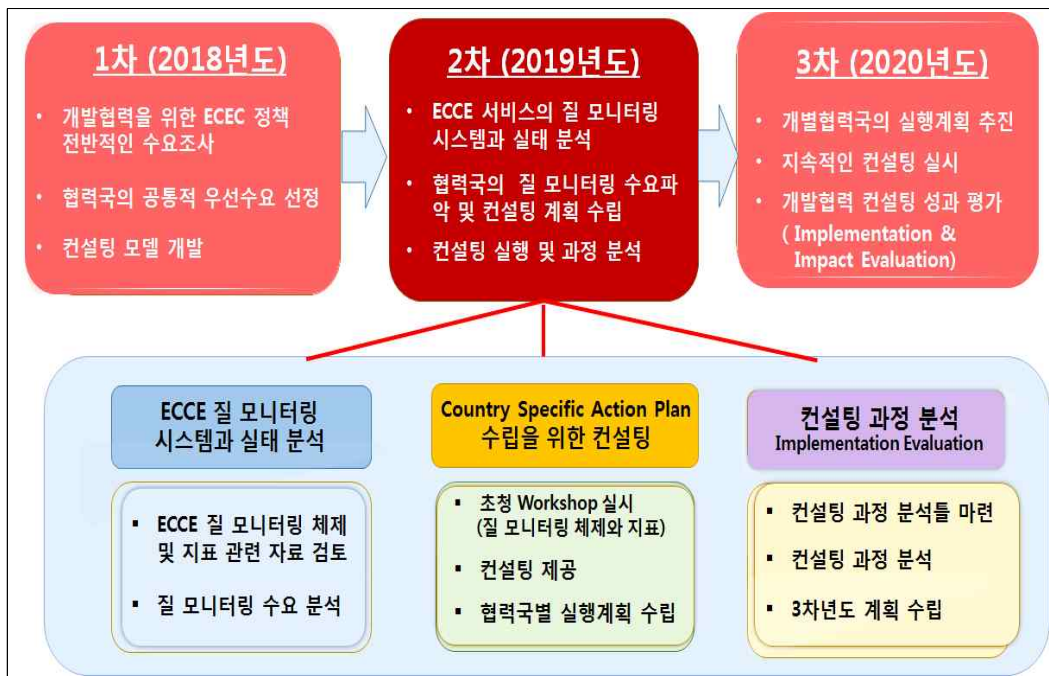 1차 (2018년도)
• 개발협력을 위한 ECEC 정책
전반적인 수요조사
• 협력국의 공통적 우선수요 선정
• 컨설팅 모델 개발
2차 (2019년도)
• ECCE 서비스의 질 모니터링
시스템과 실태 분석
• 협력국의 질 모니터링 수요파
악 및 컨설팅 계획 수립
• 컨설팅 실행 및 과정 분석
3차 (2020년도)
• 개별협력국의 실행계획 추진
• 지속적인 컨설팅 실시
• 개발협력 컨설팅 성과 평가
( Implementation &
Impact Evaluation)
ECCE 질 모니터링
시스템과 실태 분석
▪ ECCE 질 모니터링 체제
및 지표 관련 자료 검토
▪ 질 모니터링 수요 분석
Country Specific Action Plan
수립을 위한 컨설팅
▪ 초청 Workshop 실시
(질 모니터링 체제와 지표)
▪ 컨설팅 제공
▪ 협력국별 실행계획 수립
컨설팅 과정 분석
Implementation Evaluation
▪ 컨설팅 과정 분석틀 마련
▪ 컨설팅 과정 분석
▪ 3차년도 계획 수립